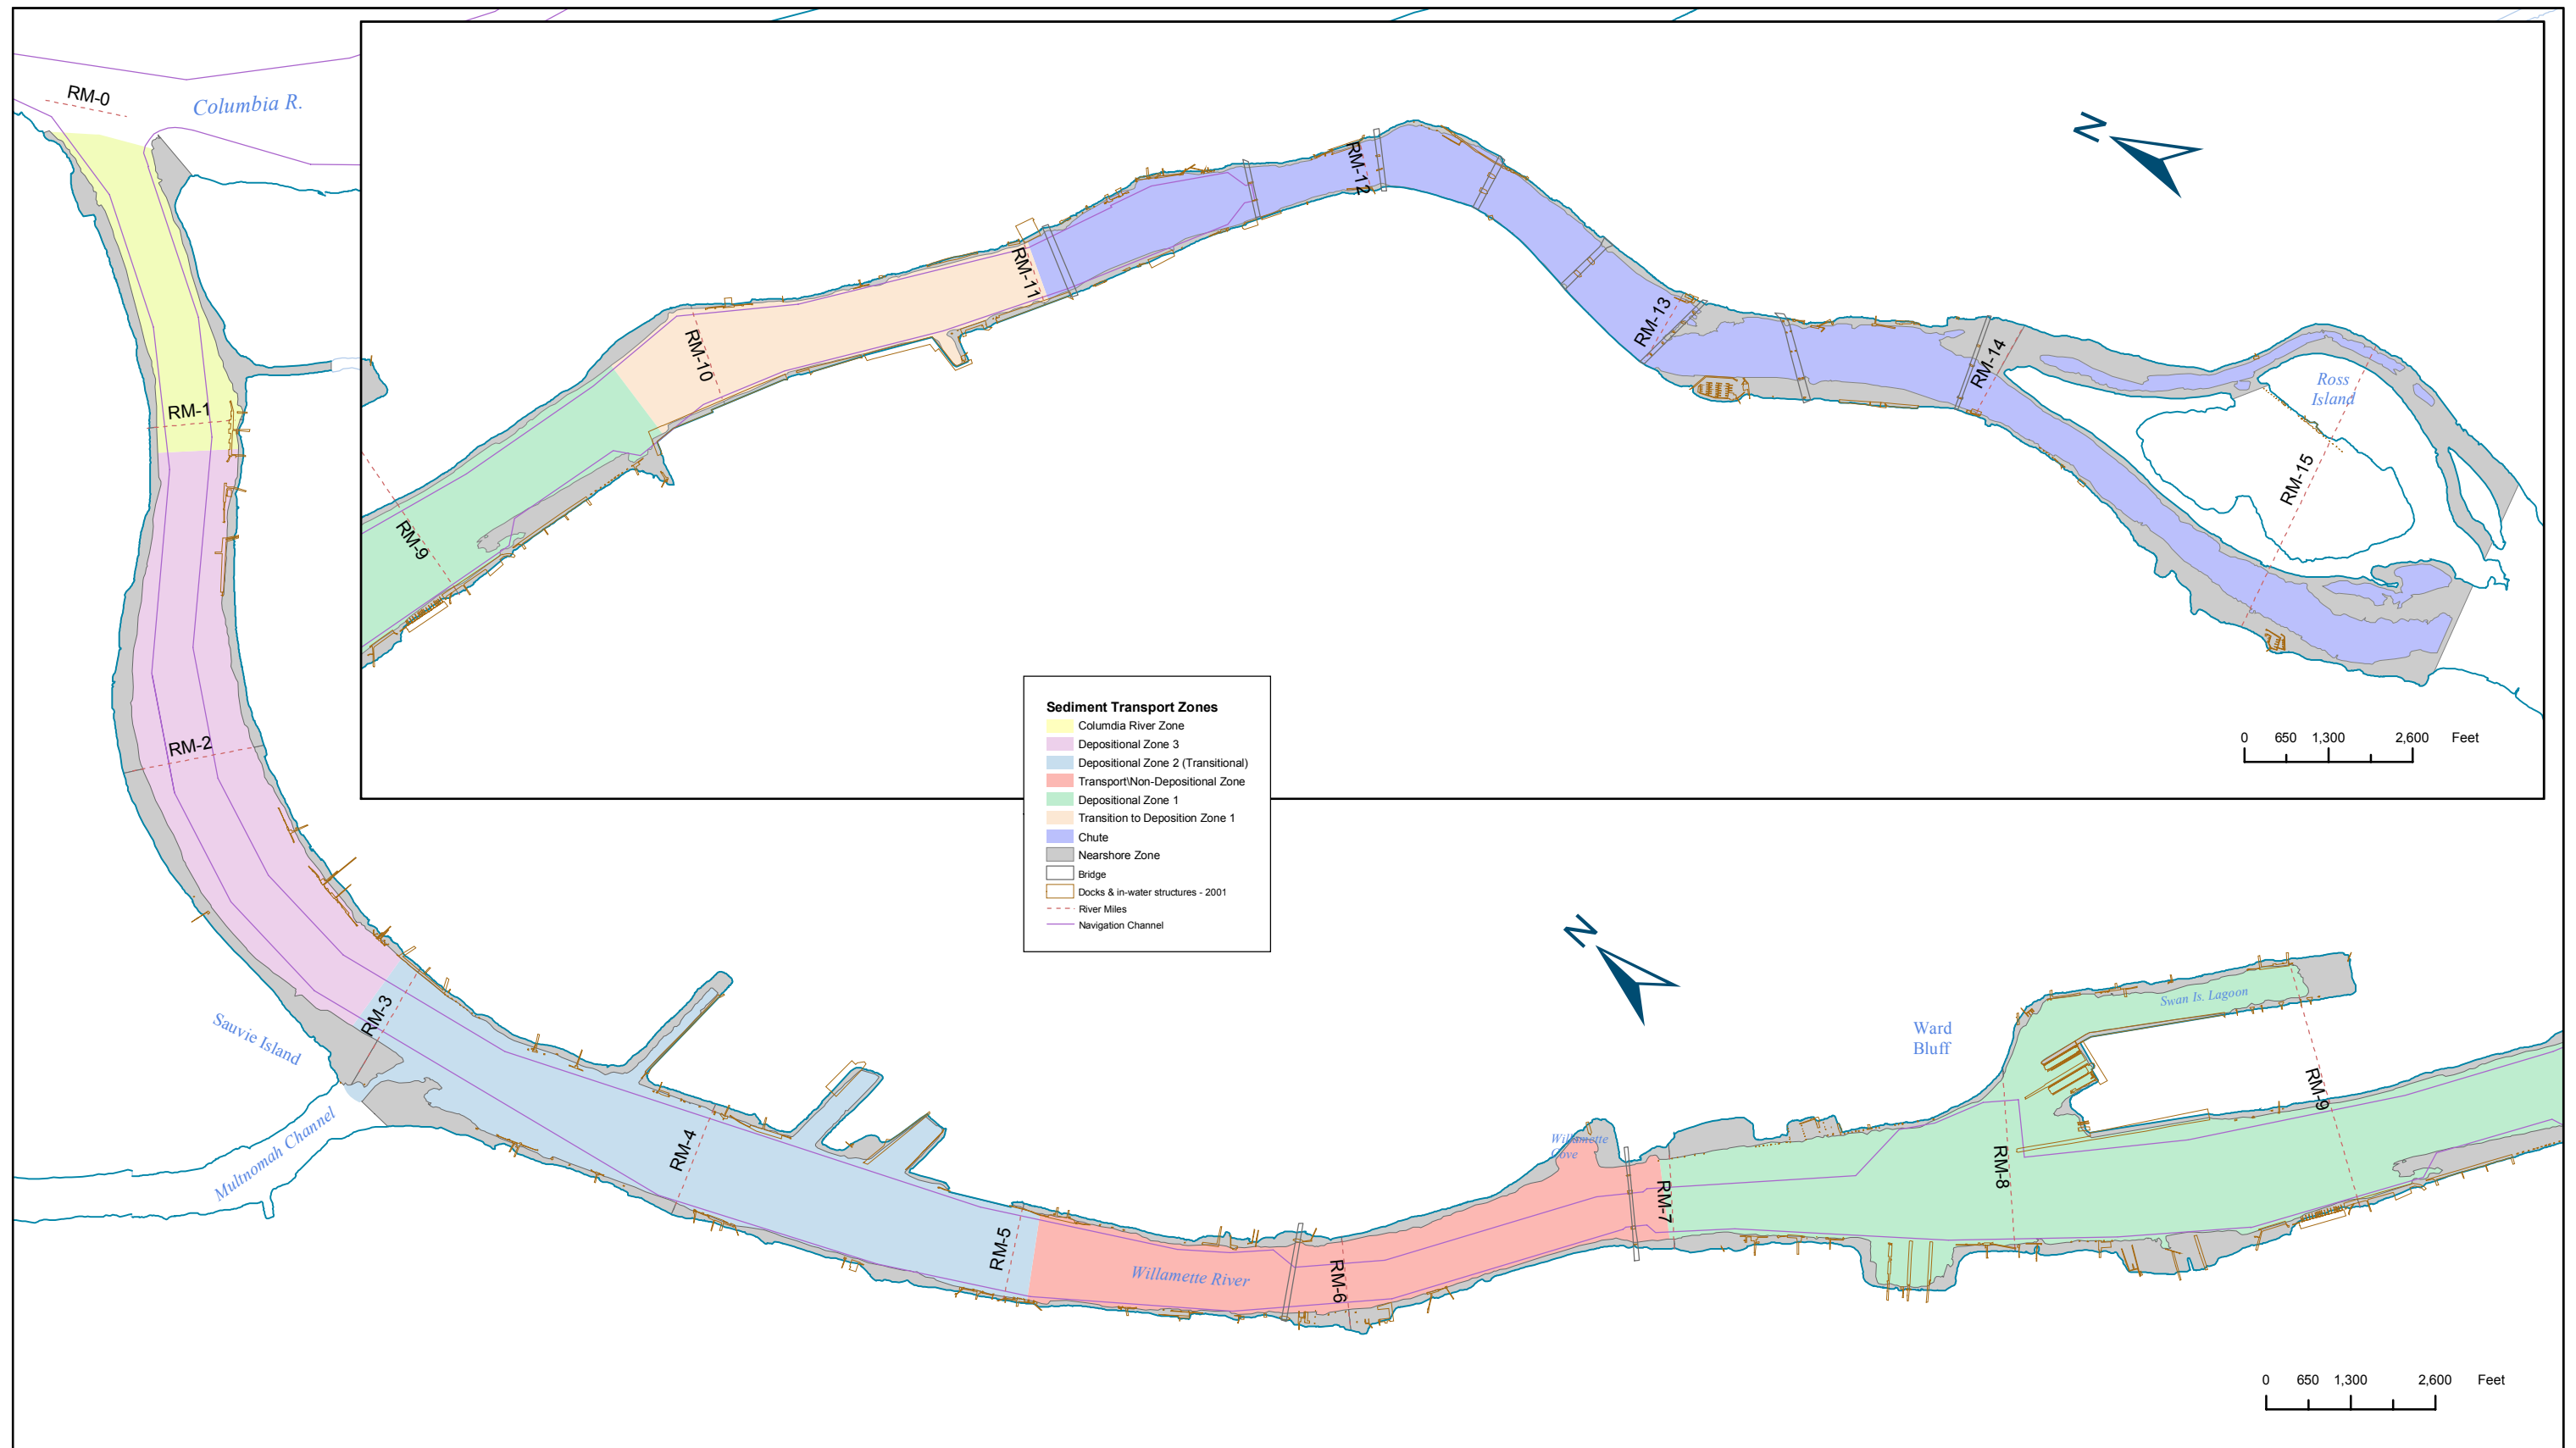 RM-0
Columbia R.
N
RM-12
RM-11
RM-13
RM-10
RM-14
Ross
Island
RM-1
RM-15
RM-9
RM-2
0 650 1,300 2,600 Feet
Sediment Transport Zones
Columdia River Zone
Depositional Zone 3
Depositional Zone 2 (Transitional)
Transport\Non-Depositional Zone
Depositional Zone 1
Transition to Deposition Zone 1
Chute
Nearshore Zone
Bridge
Docks & in-water structures - 2001
River Miles
Navigation Channel
N
RM-3
Sauvie Island
Swan Is. Lagoon
Ward
Bluff
RM-9
Multnomah Channel
RM-4
Willamette
Cove
RM-8
RM-7
RM-5
Willamette River
RM-6
0 650 1,300 2,600 Feet